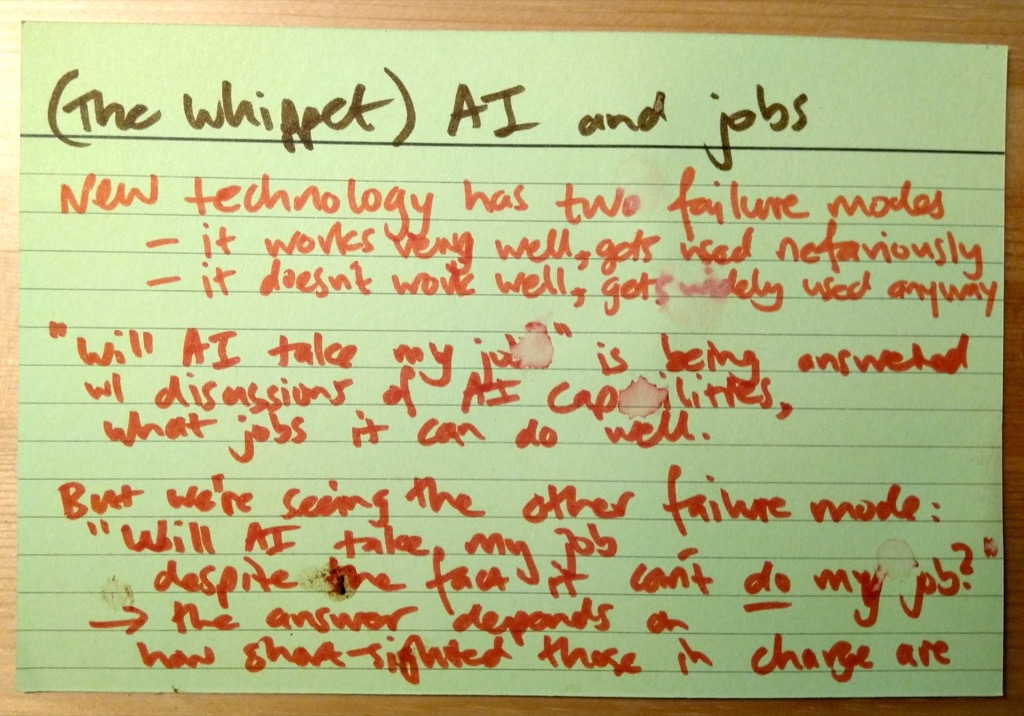 (The Whippet) AI and jobs
New technology has two failure modes
- it works very well, gets used nefariously
- it doesn't work well, gets widely used anyway
"Will AI take my job" is being answered
w/ discussions of AI capabilities,
what jobs it can do well.
But we're seeing the other failure mode:
"Will AI take my job
despite the fact it can't do my job?"
→ the answer depends on
how short-sighted those in charge are